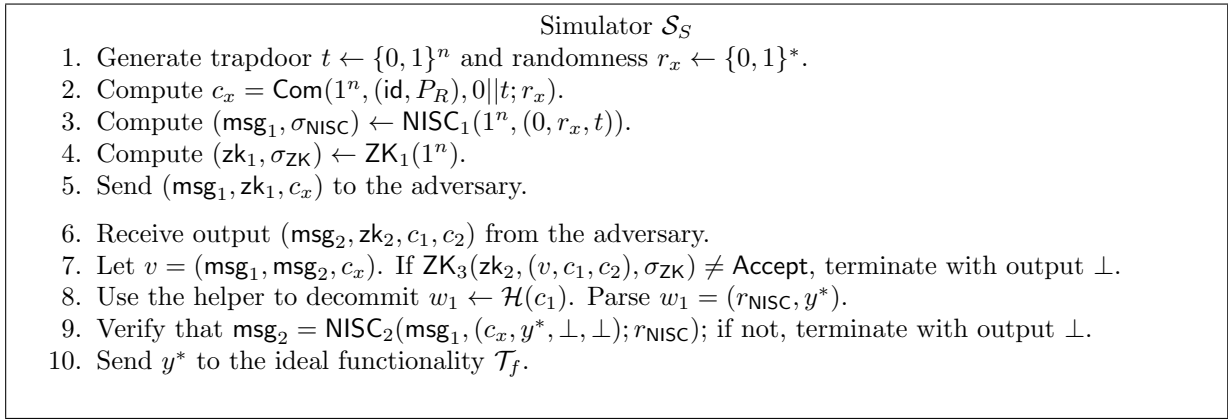 Simulator 𝒮_S
1. Generate trapdoor t ← {0, 1}^n and randomness r_x ← {0, 1}^*.
2. Compute c_x = Com(1^n, (id, P_R), 0||t; r_x).
3. Compute (msg_1, σ_NISC) ← NISC_1(1^n, (0, r_x, t)).
4. Compute (zk_1, σ_ZK) ← ZK_1(1^n).
5. Send (msg_1, zk_1, c_x) to the adversary.
6. Receive output (msg_2, zk_2, c_1, c_2) from the adversary.
7. Let v = (msg_1, msg_2, c_x). If ZK_3(zk_2, (v, c_1, c_2), σ_ZK) ≠ Accept, terminate with output ⊥.
8. Use the helper to decommit w_1 ← ℋ(c_1). Parse w_1 = (r_NISC, y^*).
9. Verify that msg_2 = NISC_2(msg_1, (c_x, y^*, ⊥, ⊥); r_NISC); if not, terminate with output ⊥.
10. Send y^* to the ideal functionality 𝒯_f.